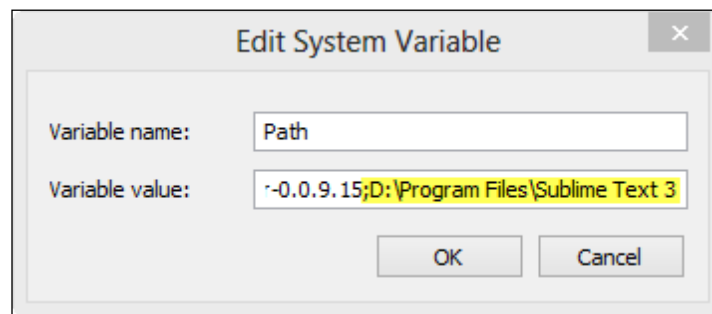 Edit System Variable
Variable name: Path
Variable value: -0.0.9.15;D:\Program Files\Sublime Text 3
OK Cancel